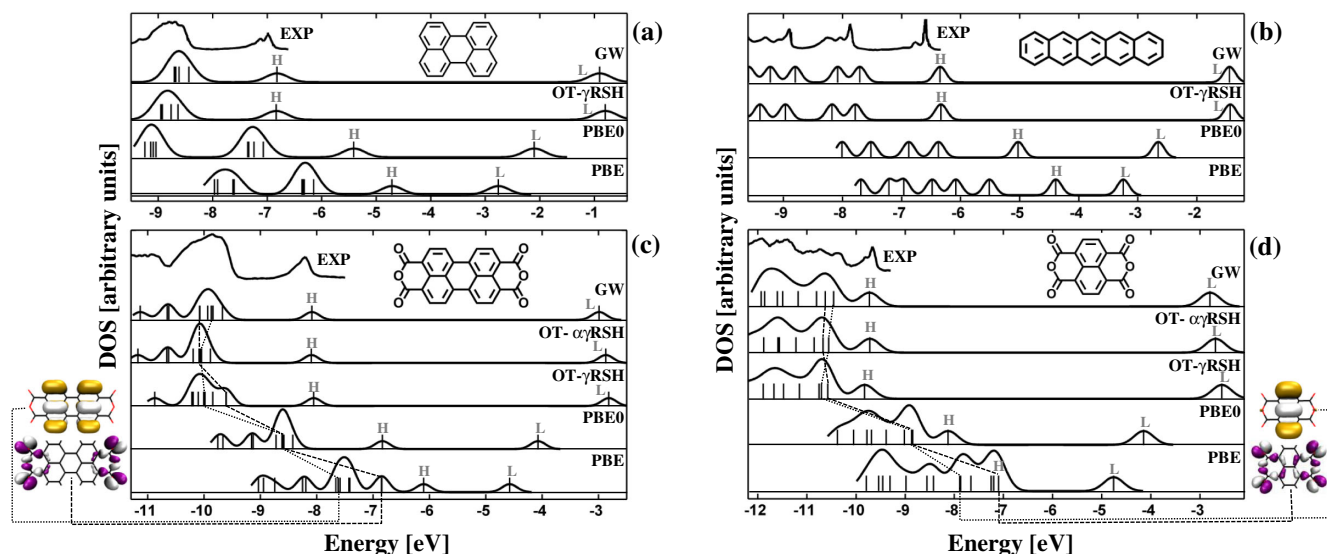 (a)
EXP
GW
L
H
OT-γRSH
L
H
PBE0
H
L
PBE
H
L
-9 -8 -7 -6 -5 -4 -3 -2 -1
(b)
EXP
GW
H
L
OT-γRSH
H
L
PBE0
H
L
PBE
H
L
-9 -8 -7 -6 -5 -4 -3 -2
DOS [arbitrary units]
(c)
EXP
O O
O O
O O
GW
H
L
OT- αγRSH
H
L
OT-γRSH
H
L
PBE0
H
L
PBE
H
L
-11 -10 -9 -8 -7 -6 -5 -4 -3
Energy [eV]
DOS [arbitrary units]
(d)
EXP
O O
O O
O O
GW
H
L
OT- αγRSH
H
L
OT-γRSH
H
L
PBE0
H
L
PBE
H
L
-12 -11 -10 -9 -8 -7 -6 -5 -4 -3
Energy [eV]